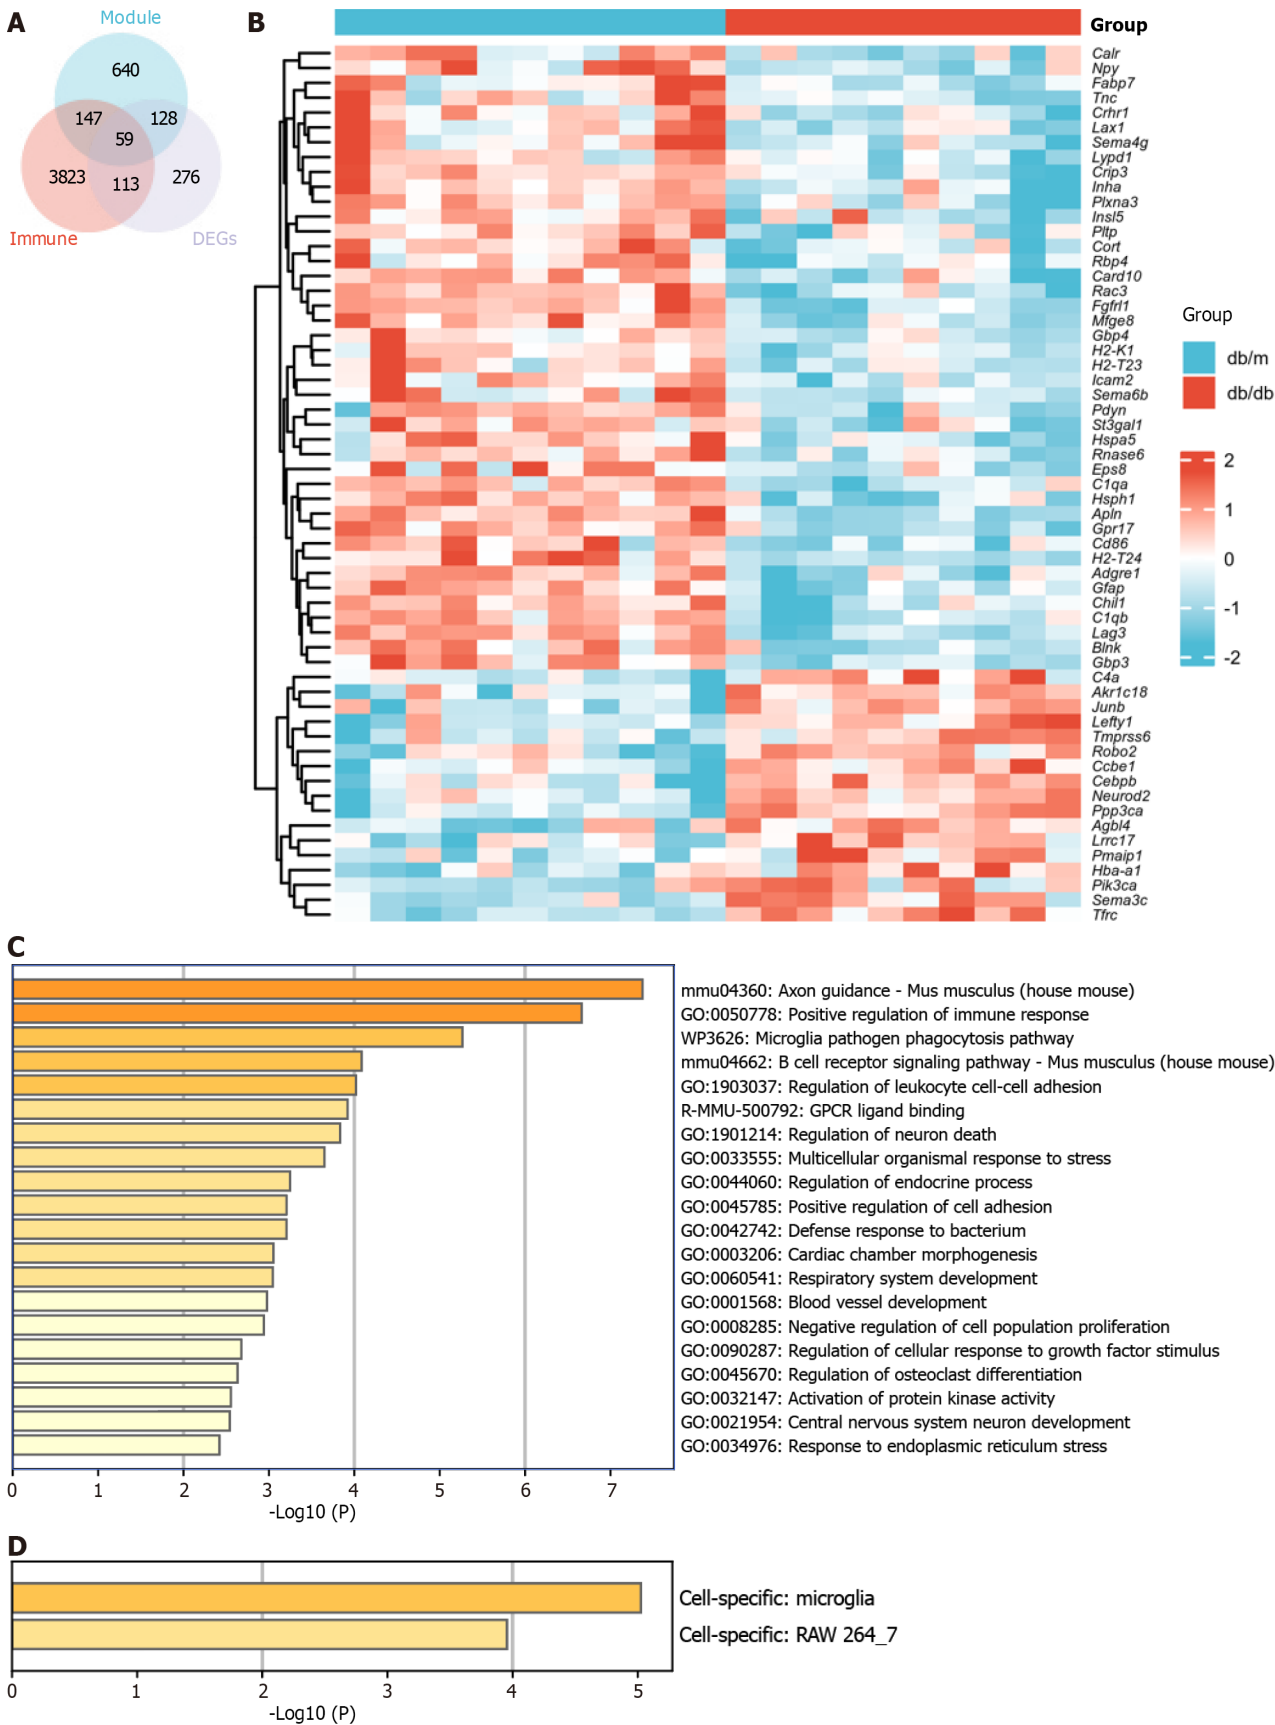 A
Module
640
147
128
59
3823
113
276
Immune
DEGs
B
Group
Calr
Npy
Fabp7
Tnc
Crhr1
Lax1
Sema4g
Lypd1
Crip3
Inha
Plxna3
Insl5
Pltp
Cort
Rbp4
Card10
Rac3
Fgfrl1
Mfge8
Gbp4
H2-K1
H2-T23
Icam2
Sema6b
Pdyn
St3gal1
Hspa5
Rnase6
Eps8
C1qa
Hsph1
Apln
Gpr17
Cd86
H2-T24
Adgre1
Gfap
Chil1
C1qb
Lag3
Blnk
Gbp3
C4a
Akr1c18
Junb
Lefty1
Tmprss6
Robo2
Ccbe1
Cebpb
Neurod2
Ppp3ca
Agbl4
Lrrc17
Pmaip1
Hba-a1
Pik3ca
Sema3c
Tfrc
Group
db/m
db/db
2
1
0
-1
-2
C
mmu04360: Axon guidance - Mus musculus (house mouse)
GO:0050778: Positive regulation of immune response
WP3626: Microglia pathogen phagocytosis pathway
mmu04662: B cell receptor signaling pathway - Mus musculus (house mouse)
GO:1903037: Regulation of leukocyte cell-cell adhesion
R-MMU-500792: GPCR ligand binding
GO:1901214: Regulation of neuron death
GO:0033555: Multicellular organismal response to stress
GO:0044060: Regulation of endocrine process
GO:0045785: Positive regulation of cell adhesion
GO:0042742: Defense response to bacterium
GO:0003206: Cardiac chamber morphogenesis
GO:0060541: Respiratory system development
GO:0001568: Blood vessel development
GO:0008285: Negative regulation of cell population proliferation
GO:0090287: Regulation of cellular response to growth factor stimulus
GO:0045670: Regulation of osteoclast differentiation
GO:0032147: Activation of protein kinase activity
GO:0021954: Central nervous system neuron development
GO:0034976: Response to endoplasmic reticulum stress
0 1 2 3 4 5 6 7
-Log10 (P)
D
Cell-specific: microglia
Cell-specific: RAW 264_7
0 1 2 3 4 5
-Log10 (P)